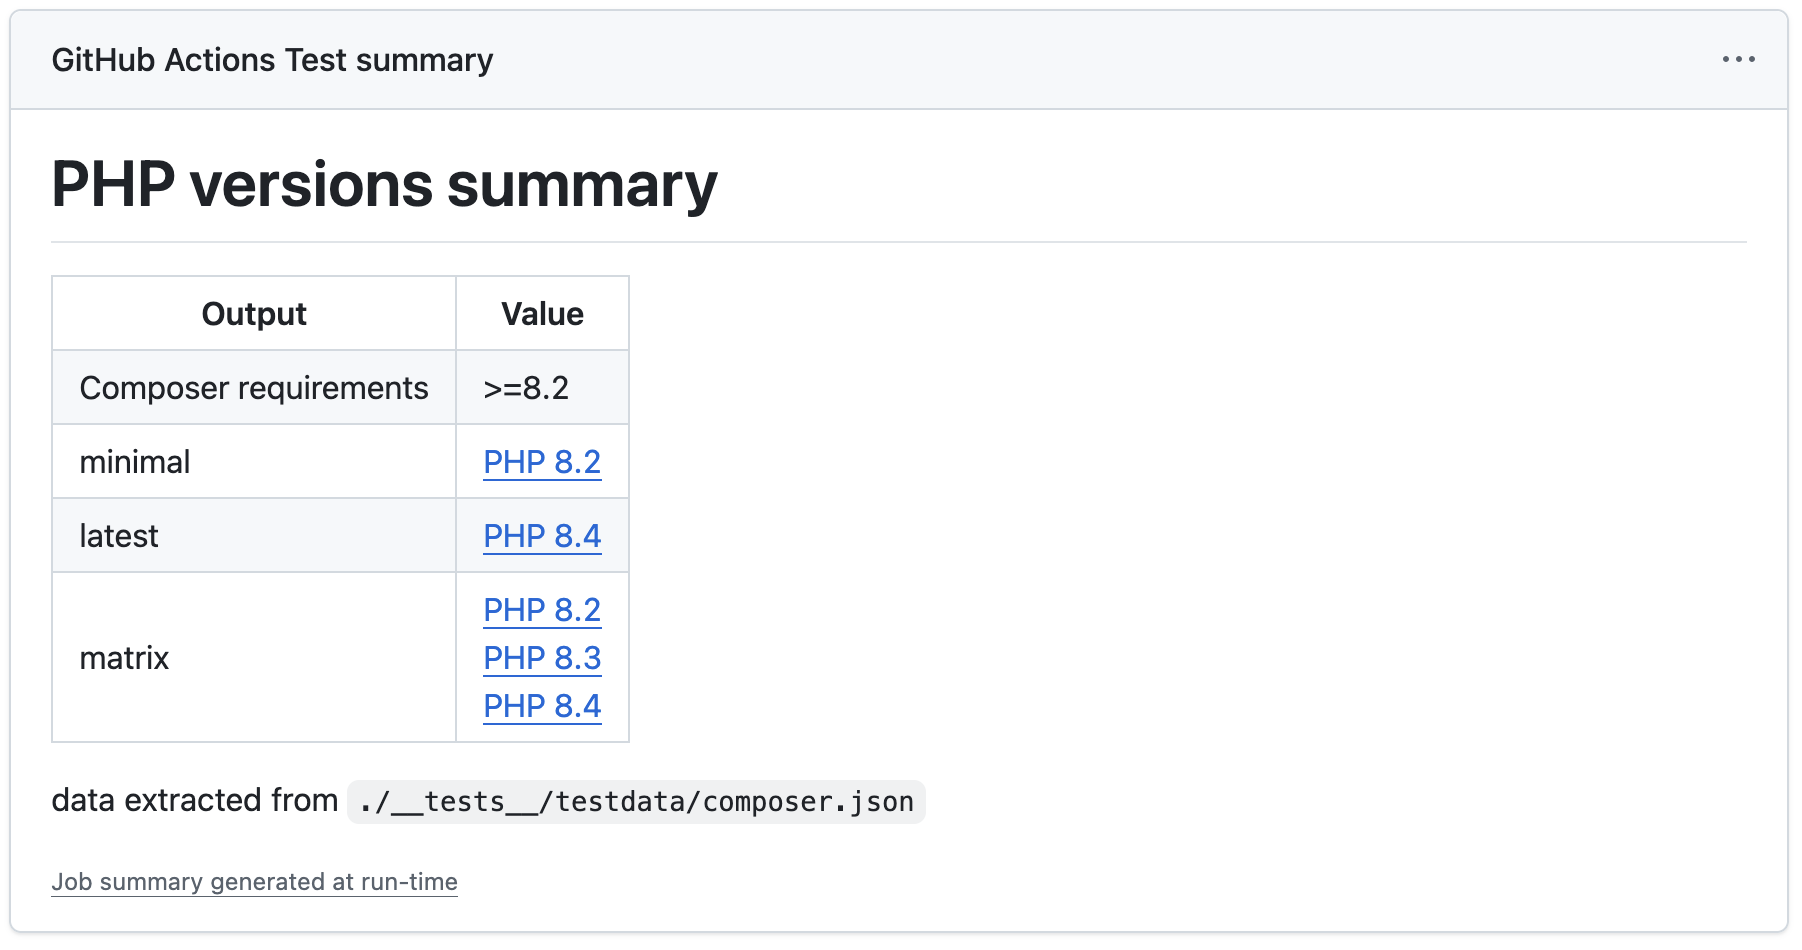 GitHub Actions Test summary
PHP versions summary
Output Value
Composer requirements >=8.2
minimal PHP 8.2
latest PHP 8.4
matrix PHP 8.2
PHP 8.3
PHP 8.4
data extracted from ./__tests__/testdata/composer.json
Job summary generated at run-time